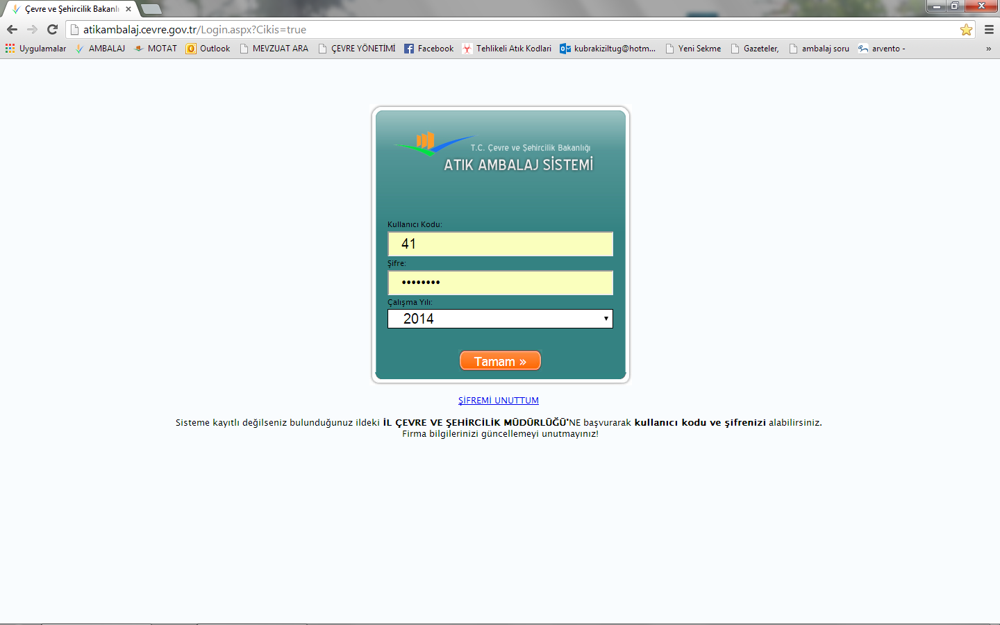 Çevre ve Şehircilik Bakanlı
atikambalaj.cevre.gov.tr/Login.aspx?Cikis=true
Uygulamalar AMBALAJ MOTAT Outlook MEVZUAT ARA ÇEVRE YÖNETİMİ Facebook Tehlikeli Atık Kodlari kubrakiziltug@hotm... Yeni Sekme Gazeteler, ambalaj soru arvento - »
T.C. Çevre ve Şehircilik Bakanlığı
ATIK AMBALAJ SİSTEMİ
Kullanıcı Kodu:
41
Şifre:
••••••••
Çalışma Yılı:
2014
Tamam »
ŞİFREMİ UNUTTUM
Sisteme kayıtlı değilseniz bulunduğunuz ildeki İL ÇEVRE VE ŞEHİRCİLİK MÜDÜRLÜĞÜ'NE başvurarak kullanıcı kodu ve şifrenizi alabilirsiniz.
Firma bilgilerinizi güncellemeyi unutmayınız!